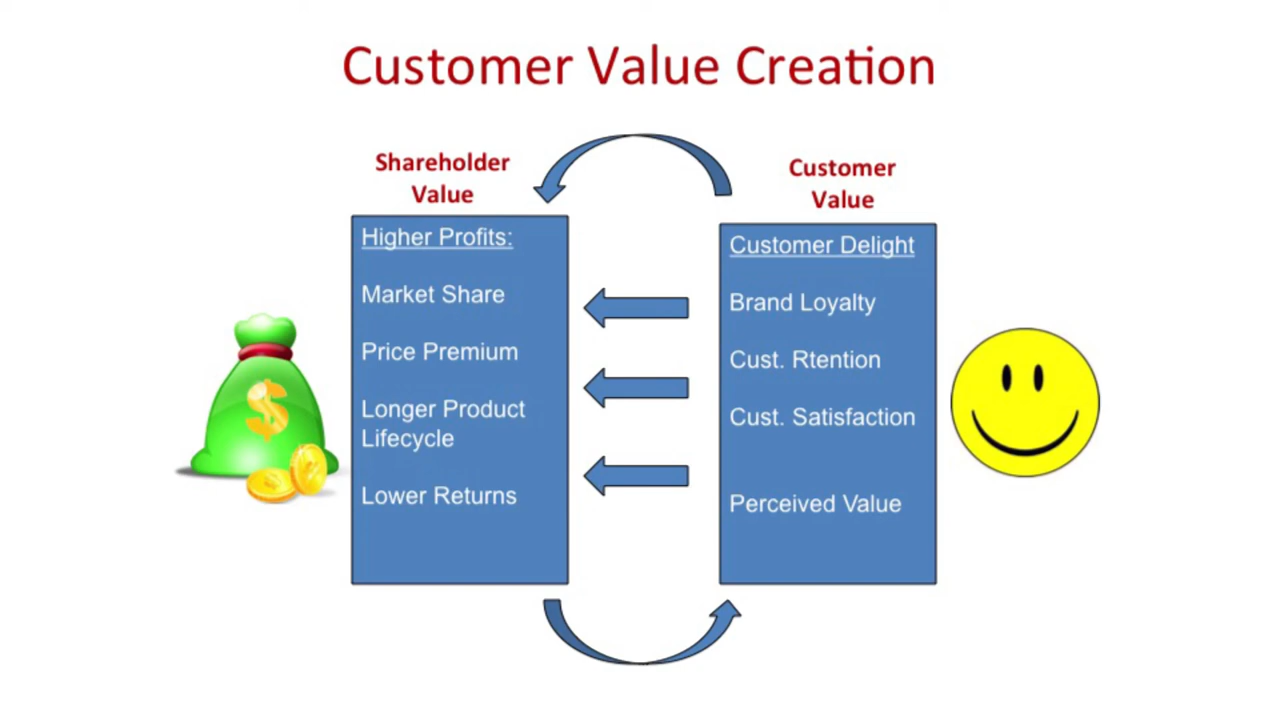 Customer Value Creation
Shareholder
Value
Higher Profits:
Market Share
Price Premium
Longer Product
Lifecycle
Lower Returns
Customer
Value
Customer Delight
Brand Loyalty
Cust. Rtention
Cust. Satisfaction
Perceived Value
$